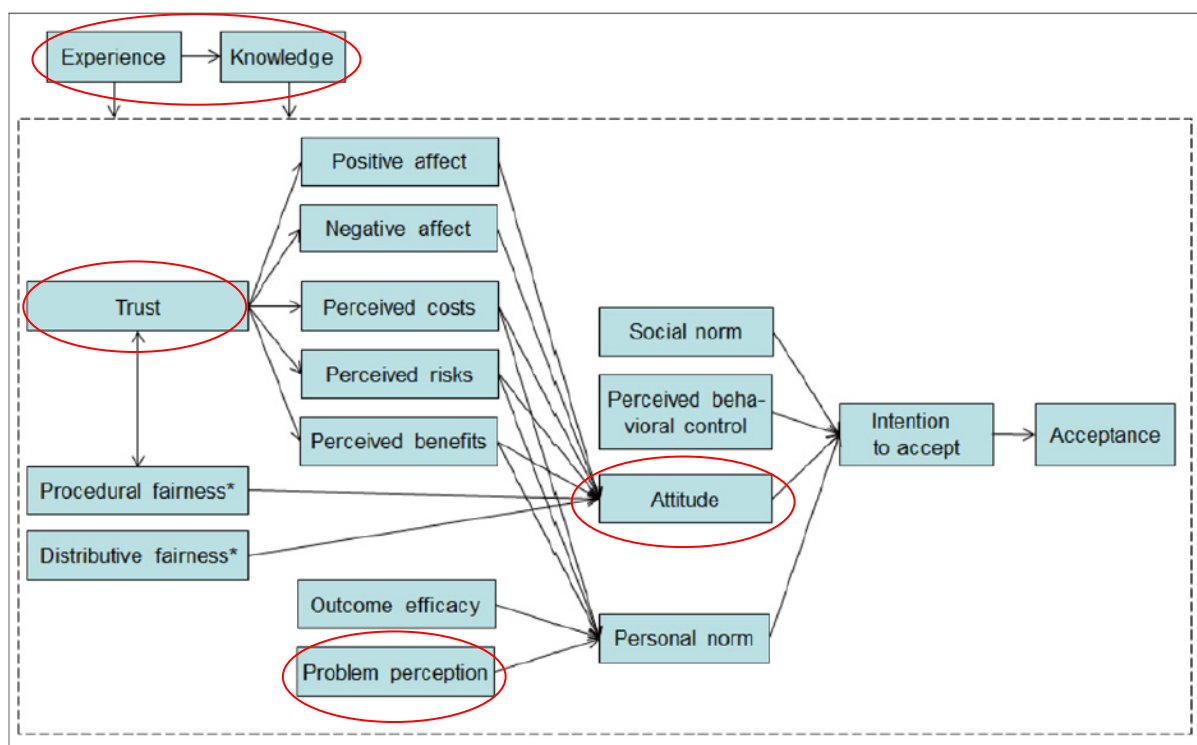 Experience
Knowledge
Positive affect
Negative affect
Trust
Perceived costs
Perceived risks
Perceived benefits
Procedural fairness*
Distributive fairness*
Outcome efficacy
Problem perception
Social norm
Perceived beha-
vioral control
Attitude
Personal norm
Intention
to accept
Acceptance